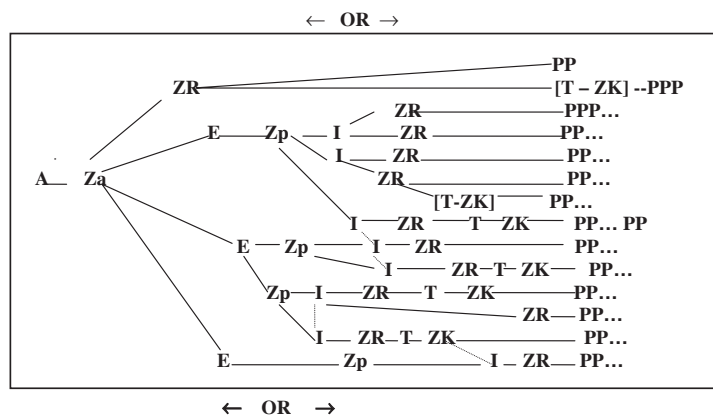 ← OR →
PP
ZR [T – ZK] --PPP
ZR PPP...
E Zp I ZR PP...
I ZR PP...
A Za ZR PP...
[T-ZK] PP...
I ZR T ZK PP... PP
E Zp I ZR PP...
I ZR T ZK PP...
Zp I ZR T ZK PP...
ZR PP...
I ZR T ZK PP...
E Zp I ZR PP...
← OR →